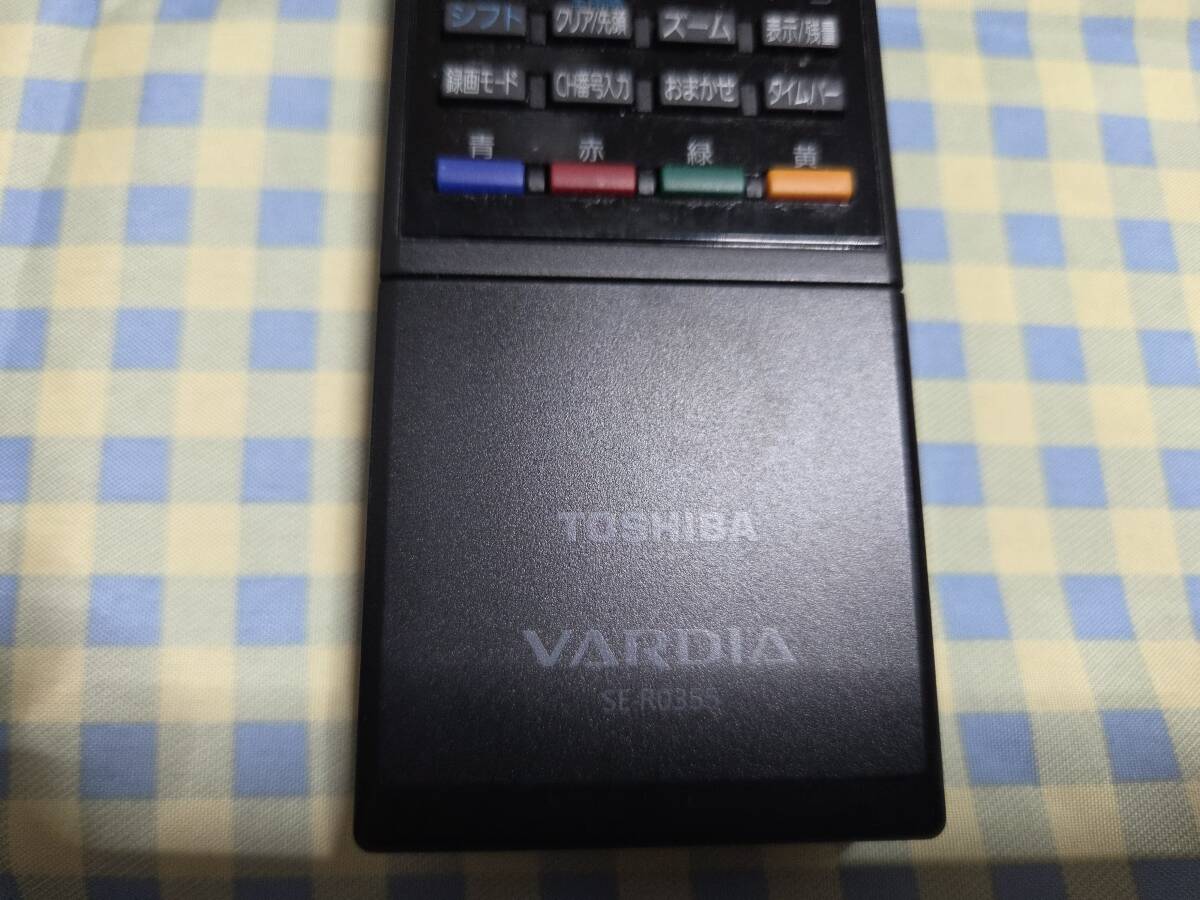 シフト クリア/先頭 ズーム 表示/残量
録画モード CH番号入力 おまかせ タイムバー
青 赤 緑 黄
TOSHIBA
VARDIA
SE-R0355